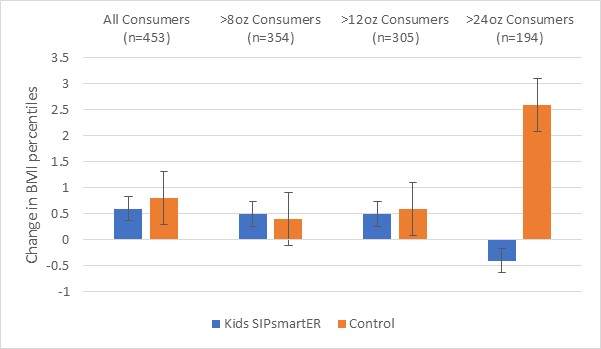 All Consumers >8oz Consumers >12oz Consumers >24oz Consumers
(n=453) (n=354) (n=305) (n=194)
3.5
3
2.5
2
1.5
1
0.5
0
-0.5
-1
Change in BMI percentiles
Kids SIPsmartER Control